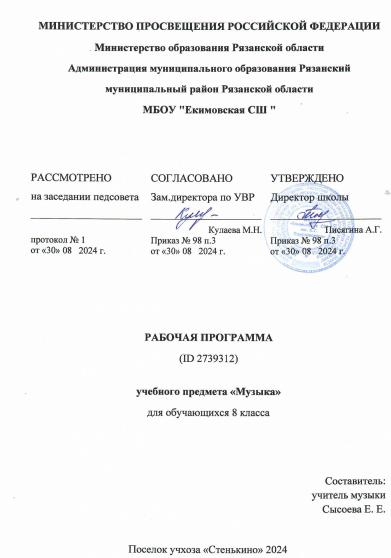 МИНИСТЕРСТВО ПРОСВЕЩЕНИЯ РОССИЙСКОЙ ФЕДЕРАЦИИ
Министерство образования Рязанской области
Администрация муниципального образования Рязанский
муниципальный район Рязанской области
МБОУ "Екимовская СШ "
РАССМОТРЕНО СОГЛАСОВАНО УТВЕРЖДЕНО
на заседании педсовета Зам.директора по УВР Директор школы
Кулаева М.Н. Писягина А.Г.
протокол № 1 Приказ № 98 п.3 Приказ № 98 п.3
от «30» 08 2024 г. от «30» 08 2024 г. от «30» 08 2024 г.
РАБОЧАЯ ПРОГРАММА
(ID 2739312)
учебного предмета «Музыка»
для обучающихся 8 класса
Составитель:
учитель музыки
Сысоева Е. Е.
Поселок учхоза «Стенькино» 2024